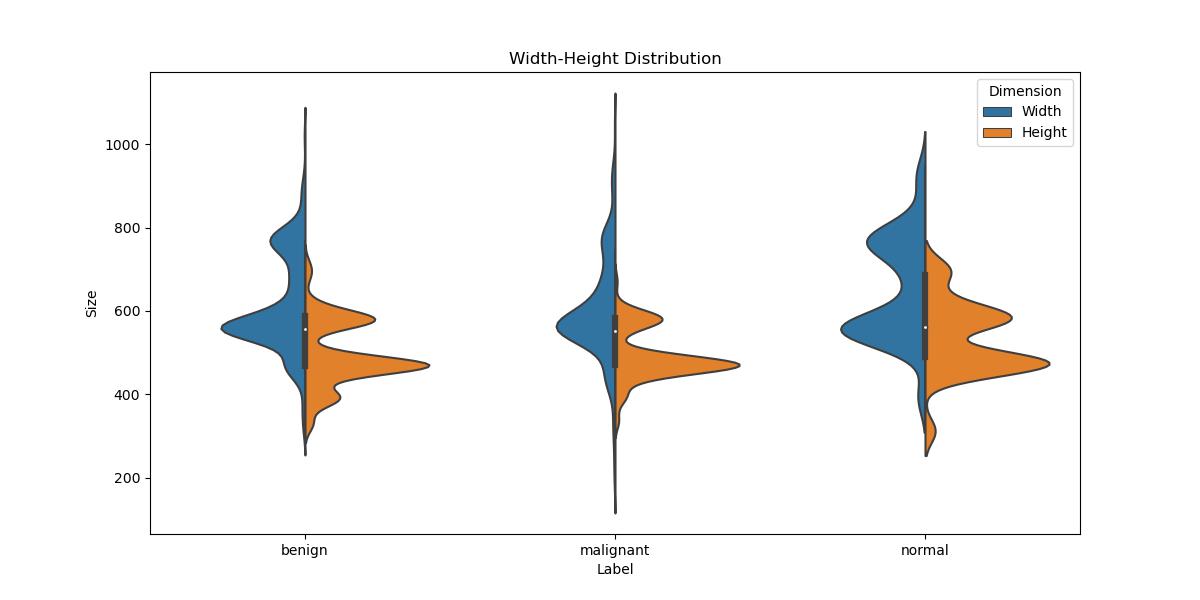 Width-Height Distribution
Dimension
Width
Height
1000
800
600
400
200
Size
benign
malignant
normal
Label